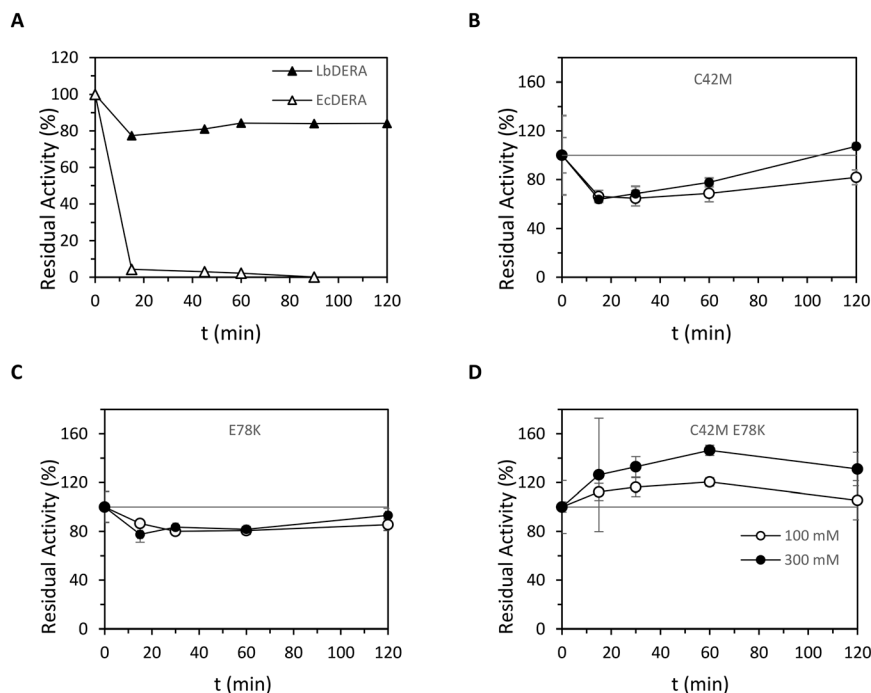 A
120
100
80
60
40
20
0
Residual Activity (%)
LbDERA
EcDERA
0 20 40 60 80 100 120
t (min)
B
160
120
80
40
0
Residual Activity (%)
C42M
0 20 40 60 80 100 120
t (min)
C
160
120
80
40
0
Residual Activity (%)
E78K
0 20 40 60 80 100 120
t (min)
D
160
120
80
40
0
Residual Activity (%)
C42M E78K
100 mM
300 mM
0 20 40 60 80 100 120
t (min)